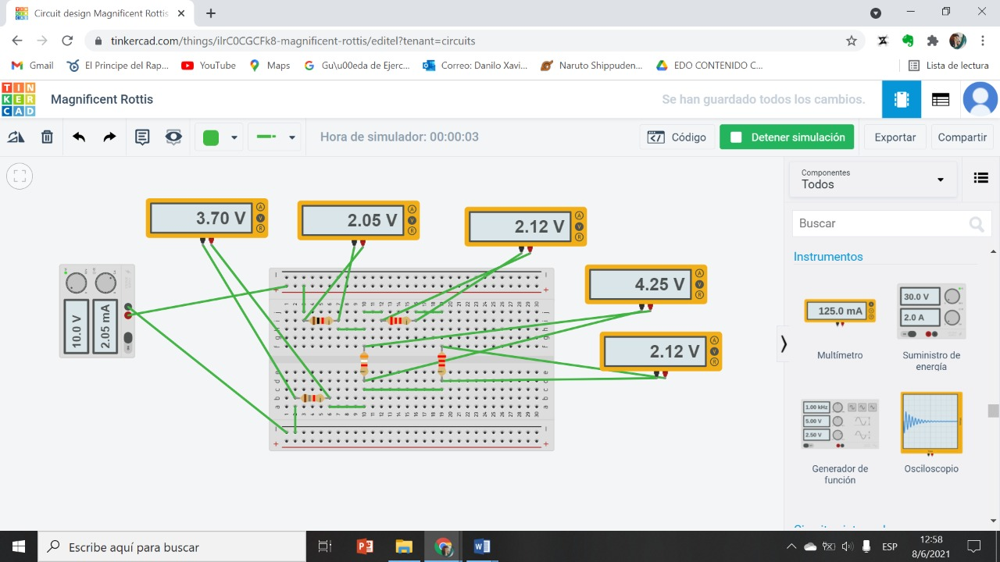 Circuit design Magnificent Rottis
tinkercad.com/things/ilrC0CGCFk8-magnificent-rottis/editel?tenant=circuits
Gmail
El Principe del Rap...
YouTube
Maps
Gu\u00eda de Ejerc...
Correo: Danilo Xavi...
Naruto Shippuden...
EDO CONTENIDO C...
Lista de lectura
TIN
KER
CAD
Magnificent Rottis
Se han guardado todos los cambios.
Hora de simulador: 00:00:03
Código
Detener simulación
Exportar
Compartir
Componentes
Todos
Buscar
Instrumentos
3.70 V
2.05 V
2.12 V
4.25 V
2.12 V
10.0 V
2.05 mA
125.0 mA
Multímetro
30.0 V
2.0 A
Suministro de
energía
1.00 kHz
5.00 V
2.50 V
Generador de
función
Osciloscopio
Escribe aquí para buscar
ESP
12:58
8/6/2021